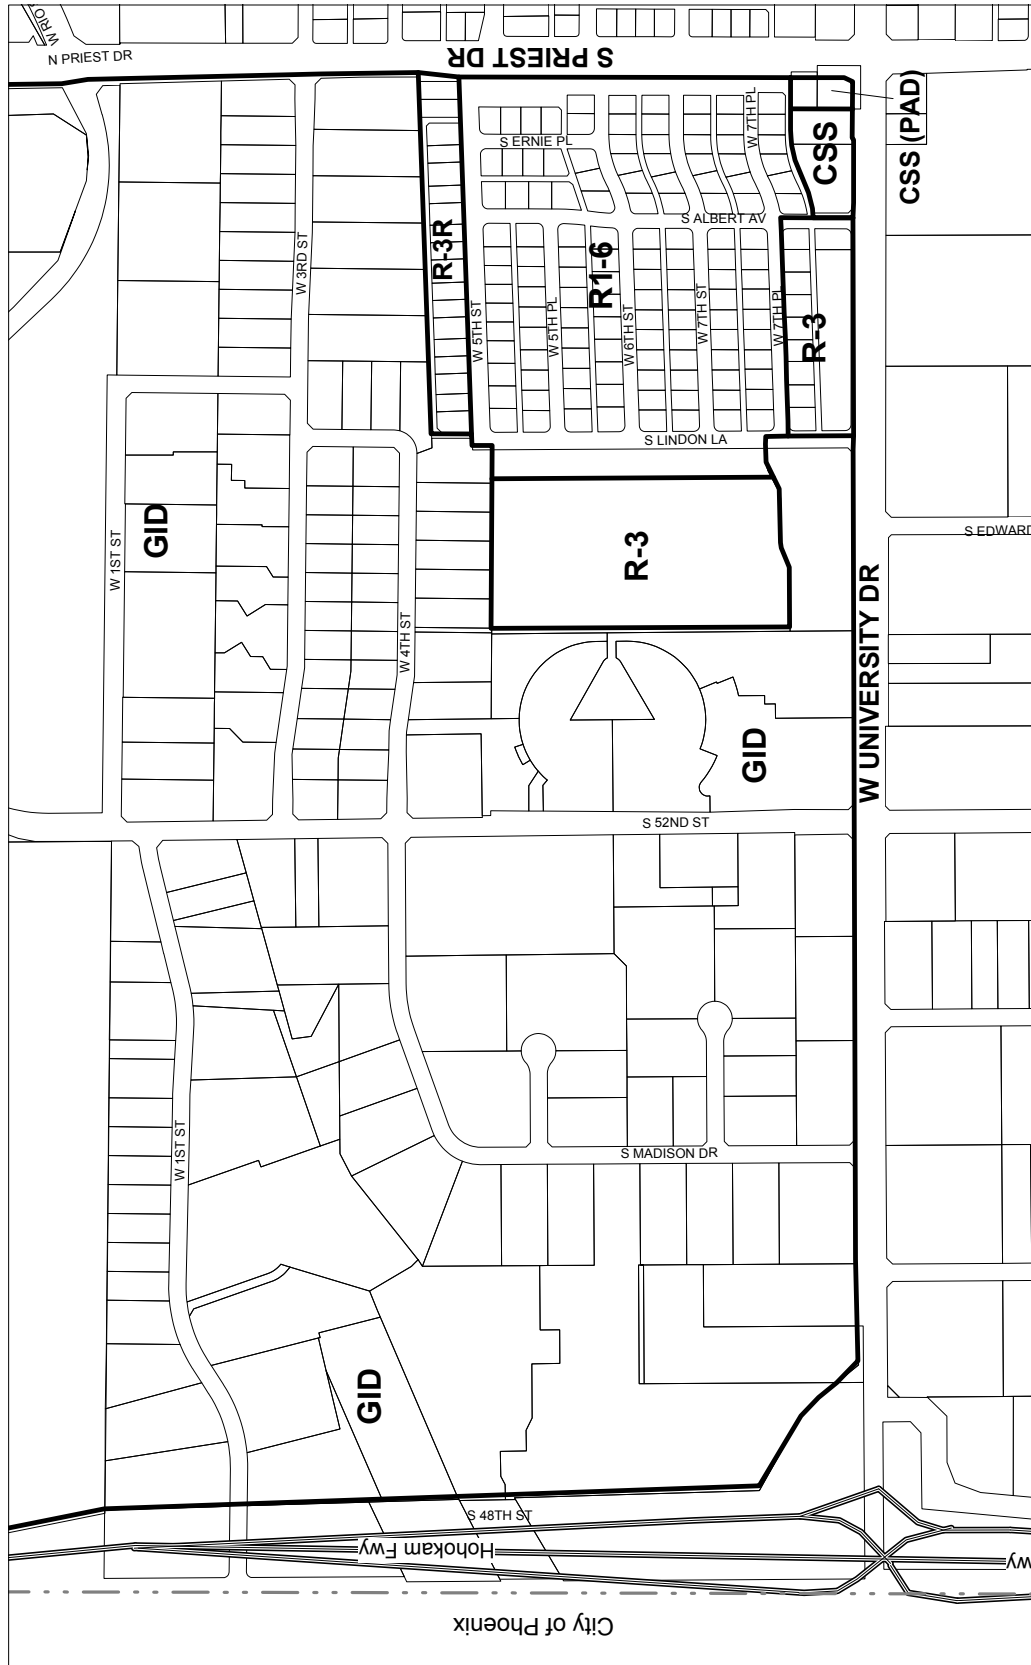 W RIO
N PRIEST DR
S PRIEST DR
CSS (PAD)
CSS
W 7TH PL
S ERNIE PL
S ALBERT AV
R-3R
R1-6
W 3RD ST
W 5TH ST
W 5TH PL
W 6TH ST
W 7TH ST
W 7TH PL
R-3
S LINDON LA
GID
W 1ST ST
R-3
S EDWARD
W 4TH ST
W UNIVERSITY DR
GID
S 52ND ST
W 1ST ST
S MADISON DR
GID
S 48TH ST
Hohokam Fwy
wy
City of Phoenix